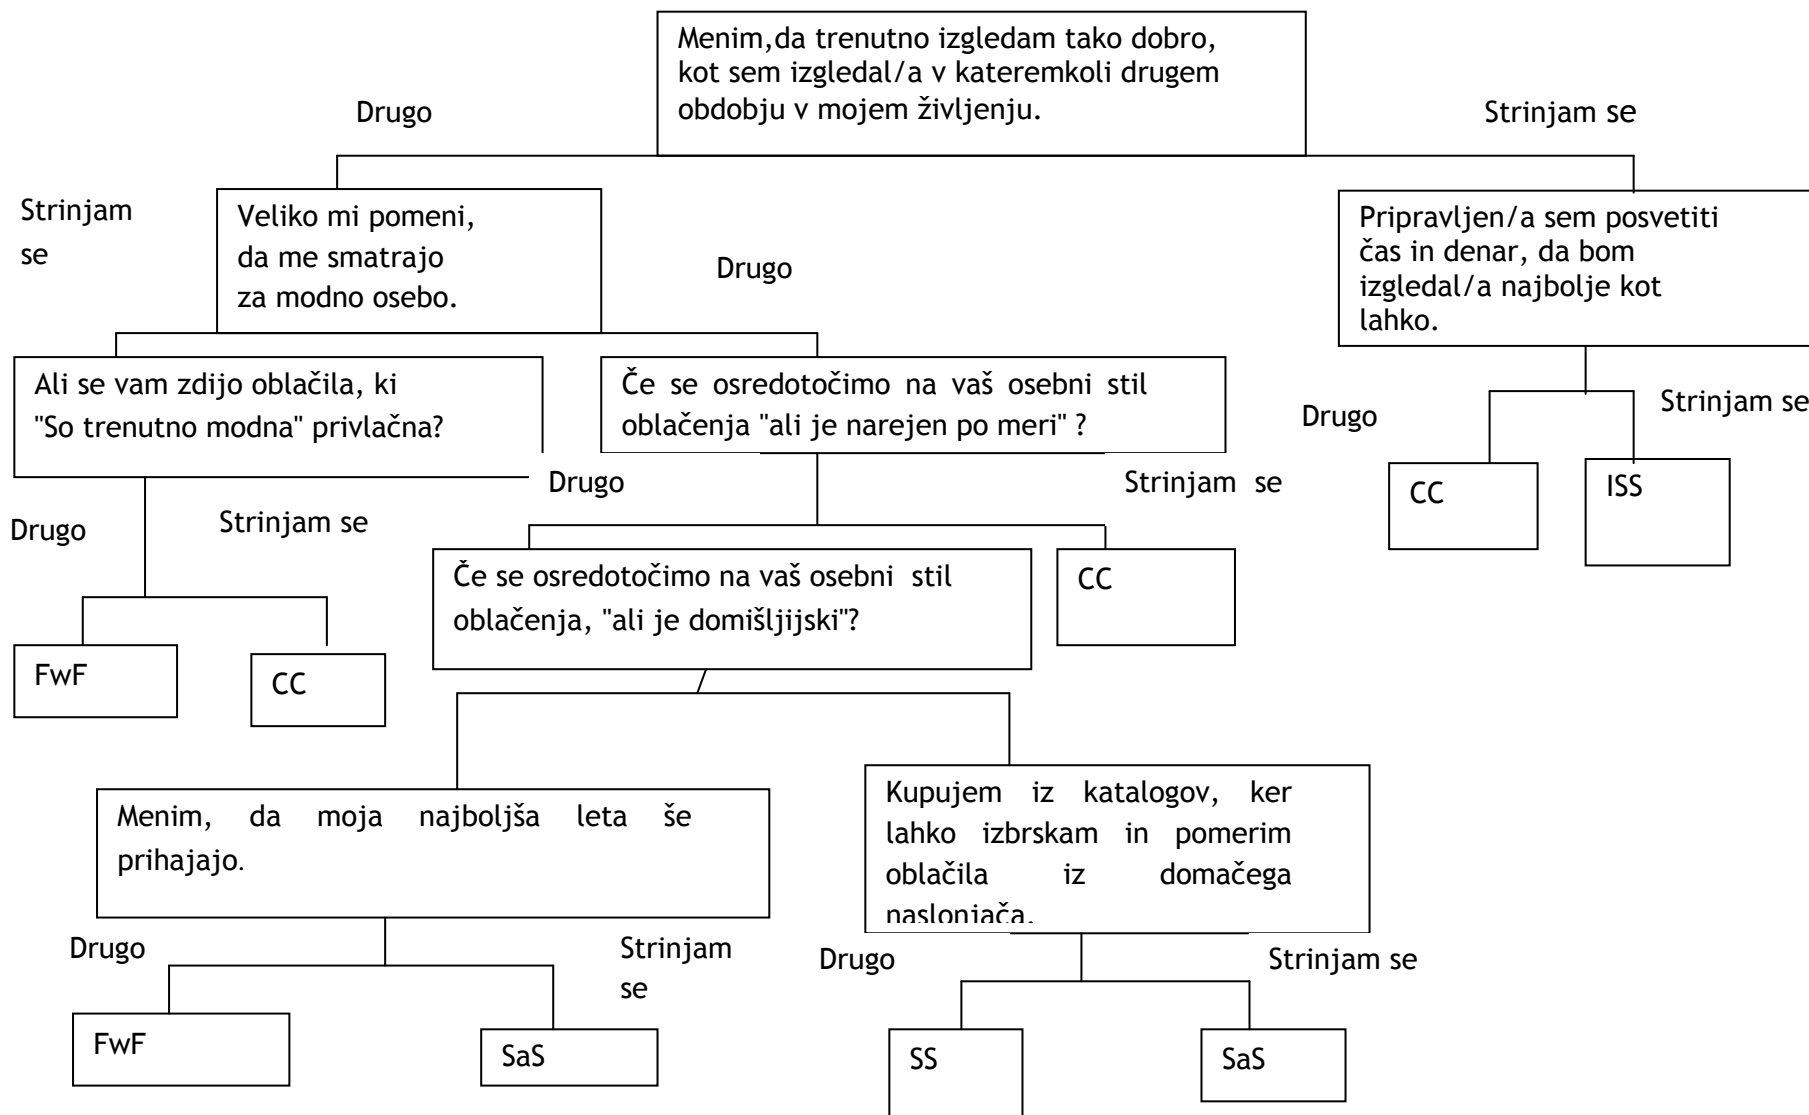 Menim,da trenutno izgledam tako dobro,
kot sem izgledal/a v kateremkoli drugem
obdobju v mojem življenju.
Drugo
Strinjam se
Strinjam
se
Veliko mi pomeni,
da me smatrajo
za modno osebo.
Drugo
Pripravljen/a sem posvetiti
čas in denar, da bom
izgledal/a najbolje kot
lahko.
Ali se vam zdijo oblačila, ki
"So trenutno modna" privlačna?
Če se osredotočimo na vaš osebni stil
oblačenja "ali je narejen po meri" ?
Drugo
Strinjam se
Drugo
Strinjam se
CC
ISS
Drugo
Strinjam se
Če se osredotočimo na vaš osebni stil
oblačenja, "ali je domišljijski"?
CC
FwF
CC
Menim, da moja najboljša leta še
prihajajo.
Kupujem iz katalogov, ker
lahko izbrskam in pomerim
oblačila iz domačega
naslonjača.
Drugo
Strinjam
se
Drugo
Strinjam se
FwF
SaS
SS
SaS